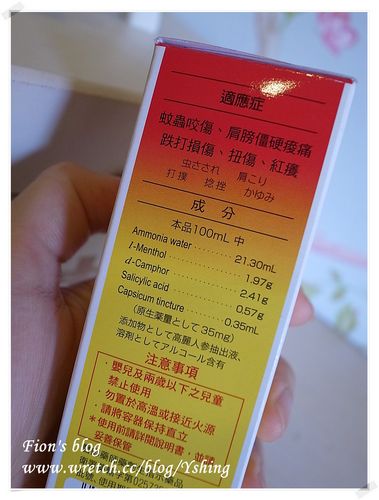 適應症
蚊蟲咬傷、肩膀僵硬痠痛
跌打損傷、扭傷、紅癢
虫さされ 肩こり
打撲 捻挫 かゆみ
成 分
本品100mL 中
Ammonia water ........... 21.30mL
l-Menthol ........... 1.97g
d-Camphor ........... 2.41g
Salicylic acid ........... 0.57g
Capsicum tincture ........... 0.35mL
(原生薬量として35mg)
添加物として高麗人参抽出液、
溶剤としてアルコール含有
注意事項
・嬰兒及兩歲以下之兒童
禁止使用
・勿置於高溫或接近火源
・請將容器保持直立
*使用前請詳閱說明書,並請
妥善保管
Fion's blog
www.wretch.cc/blog/Yshing